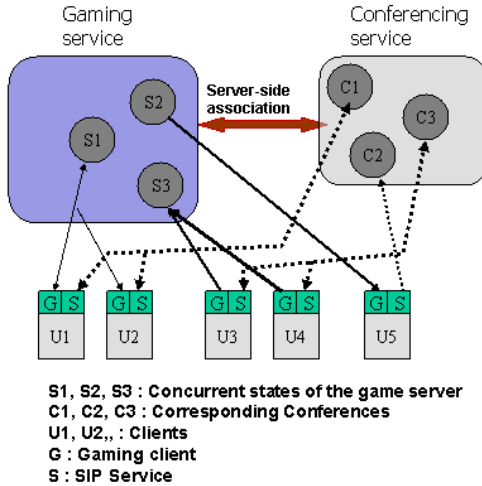 Gaming
service
Conferencing
service
Server-side
association
S2
S1
S3
C1
C3
C2
G S
U1
G S
U2
G S
U3
G S
U4
G S
U5
S1, S2, S3 : Concurrent states of the game server
C1, C2, C3 : Corresponding Conferences
U1, U2,, : Clients
G : Gaming client
S : SIP Service